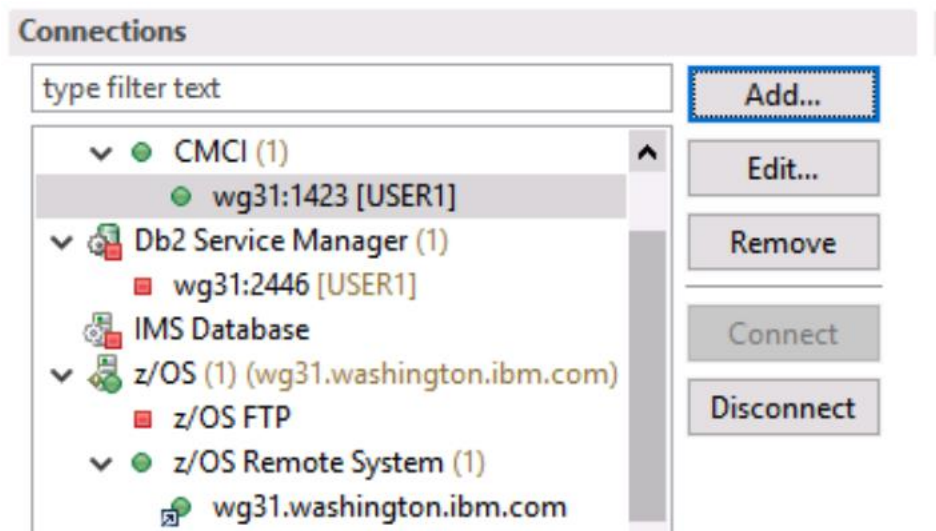 Connections
type filter text
Add...
CMCI (1)
Edit...
wg31:1423 [USER1]
Db2 Service Manager (1)
Remove
wg31:2446 [USER1]
IMS Database
Connect
z/OS (1) (wg31.washington.ibm.com)
z/OS FTP
Disconnect
z/OS Remote System (1)
wg31.washington.ibm.com